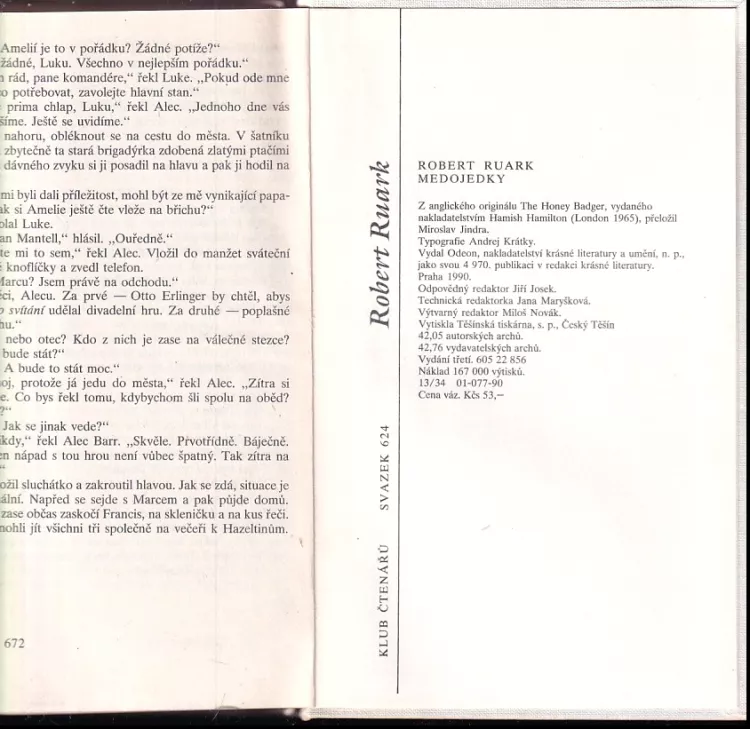 Amelií je to v pořádku? Žádné potíže?“
žádné, Luku. Všechno v nejlepším pořádku.“
rád, pane komandére,“ řekl Luke. „Pokud ode mne
potřebovat, zavolejte hlavní stan.“
prima chlap, Luku,“ řekl Alec. „Jednoho dne vás
šíme. Ještě se uvidíme.“
nahoru, obléknout se na cestu do města. V šatníku
zbytečně ta stará brigadýrka zdobená zlatými ptačími
dávného zvyku si ji posadil na hlavu a pak ji hodil na
mi byli dali příležitost, mohl být ze mě vynikající papa-
ak si Amelie ještě čte vleže na břichu?“
olal Luke.
an Mantell,“ hlásil. „Ouředně.“
te mi to sem,“ řekl Alec. Vložil do manžet sváteční
knoflíčky a zvedl telefon.
Marcu? Jsem právě na odchodu.“
ěci, Alecu. Za prvé — Otto Erlinger by chtěl, abys
o svítání udělal divadelní hru. Za druhé — poplašné
hu.“
nebo otec? Kdo z nich je zase na válečné stezce?
bude stát?“
A bude to stát moc.“
oj, protože já jedu do města,“ řekl Alec. „Zítra si
e. Co bys řekl tomu, kdybychom šli spolu na oběd?
?“
Jak se jinak vede?“
ikdy,“ řekl Alec Barr. „Skvěle. Prvotřídně. Báječně.
en nápad s tou hrou není vůbec špatný. Tak zítra na
“
ožil sluchátko a zakroutil hlavou. Jak se zdá, situace je
ální. Napřed se sejde s Marcem a pak půjde domů.
zase občas zaskočí Francis, na skleničku a na kus řeči.
mohli jít všichni tři společně na večeři k Hazeltinům.
672
KLUB ČTENÁŘŮ SVAZEK 624
Robert Ruark
ROBERT RUARK
MEDOJEDKY
Z anglického originálu The Honey Badger, vydaného
nakladatelstvím Hamish Hamilton (London 1965), přeložil
Miroslav Jindra.
Typografie Andrej Krátky.
Vydal Odeon, nakladatelství krásné literatury a umění, n. p.,
jako svou 4 970. publikaci v redakci krásné literatury.
Praha 1990.
Odpovědný redaktor Jiří Josek.
Technická redaktorka Jana Maryšková.
Výtvarný redaktor Miloš Novák.
Vytiskla Těšínská tiskárna, s. p., Český Těšín
42,05 autorských archů.
42,76 vydavatelských archů.
Vydání třetí. 605 22 856
Náklad 167 000 výtisků.
13/34 01-077-90
Cena váz. Kčs 53,—